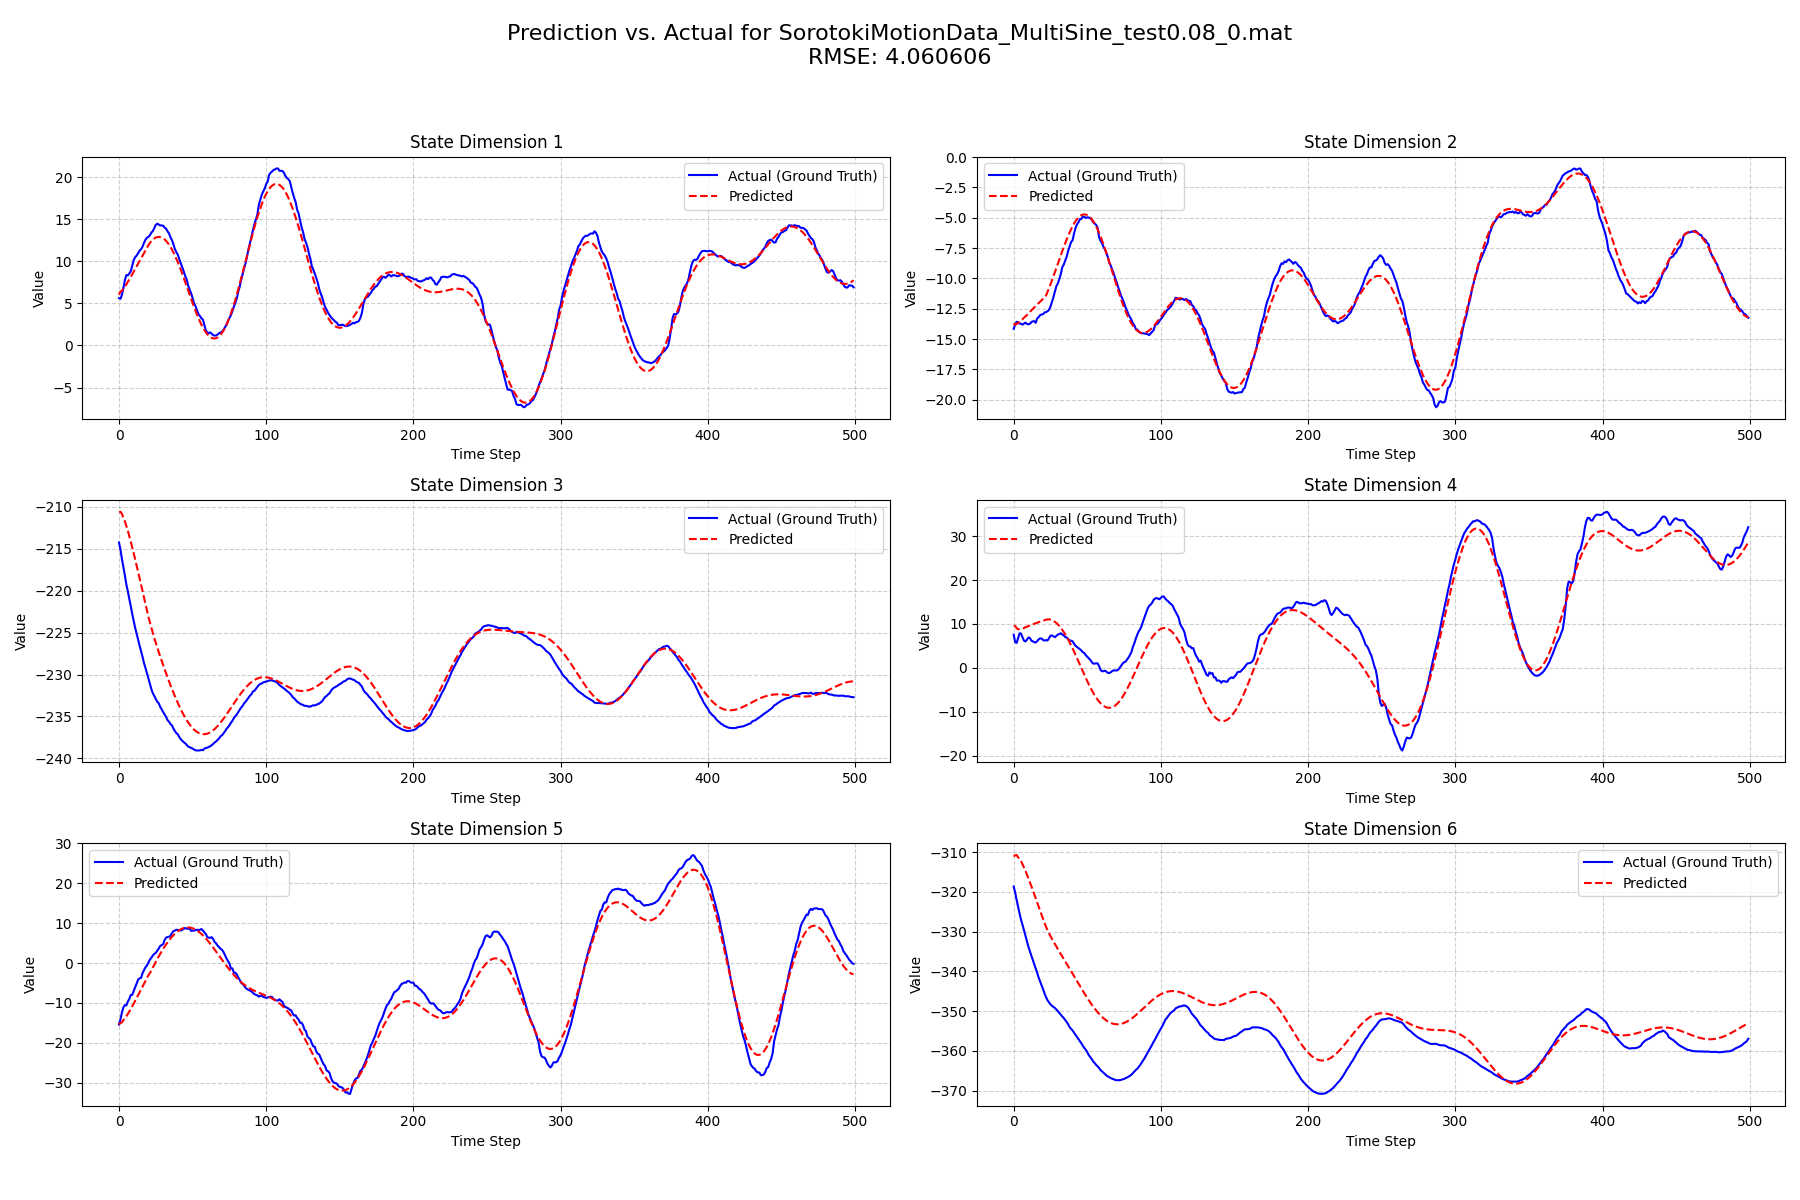 Prediction vs. Actual for SorotokiMotionData_MultiSine_test0.08_0.mat
RMSE: 4.060606
State Dimension 1
Value
20
15
10
5
0
−5
Actual (Ground Truth)
Predicted
0 100 200 300 400 500
Time Step
State Dimension 2
Value
0.0
−2.5
−5.0
−7.5
−10.0
−12.5
−15.0
−17.5
−20.0
Actual (Ground Truth)
Predicted
0 100 200 300 400 500
Time Step
State Dimension 3
Value
−210
−215
−220
−225
−230
−235
−240
Actual (Ground Truth)
Predicted
0 100 200 300 400 500
Time Step
State Dimension 4
Value
30
20
10
0
−10
−20
Actual (Ground Truth)
Predicted
0 100 200 300 400 500
Time Step
State Dimension 5
Value
30
20
10
0
−10
−20
−30
Actual (Ground Truth)
Predicted
0 100 200 300 400 500
Time Step
State Dimension 6
Value
−310
−320
−330
−340
−350
−360
−370
Actual (Ground Truth)
Predicted
0 100 200 300 400 500
Time Step